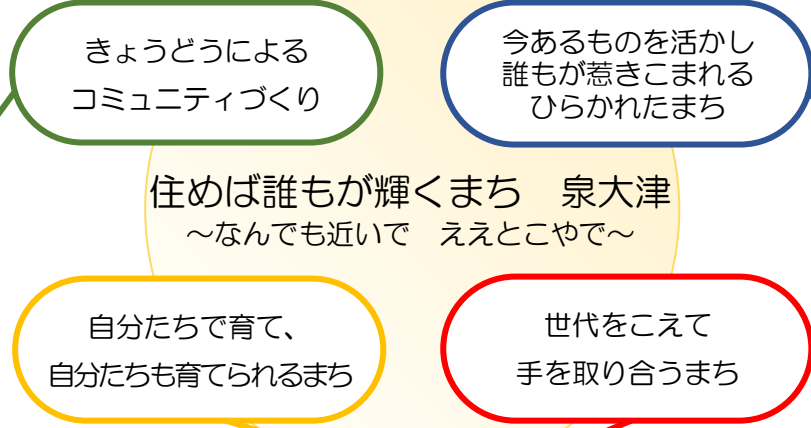 きょうどうによる
コミュニティづくり
今あるものを活かし
誰もが惹きこまれる
ひらかれたまち
住めば誰もが輝くまち　泉大津
～なんでも近いで　ええとこやで～
自分たちで育て、
自分たちも育てられるまち
世代をこえて
手を取り合うまち